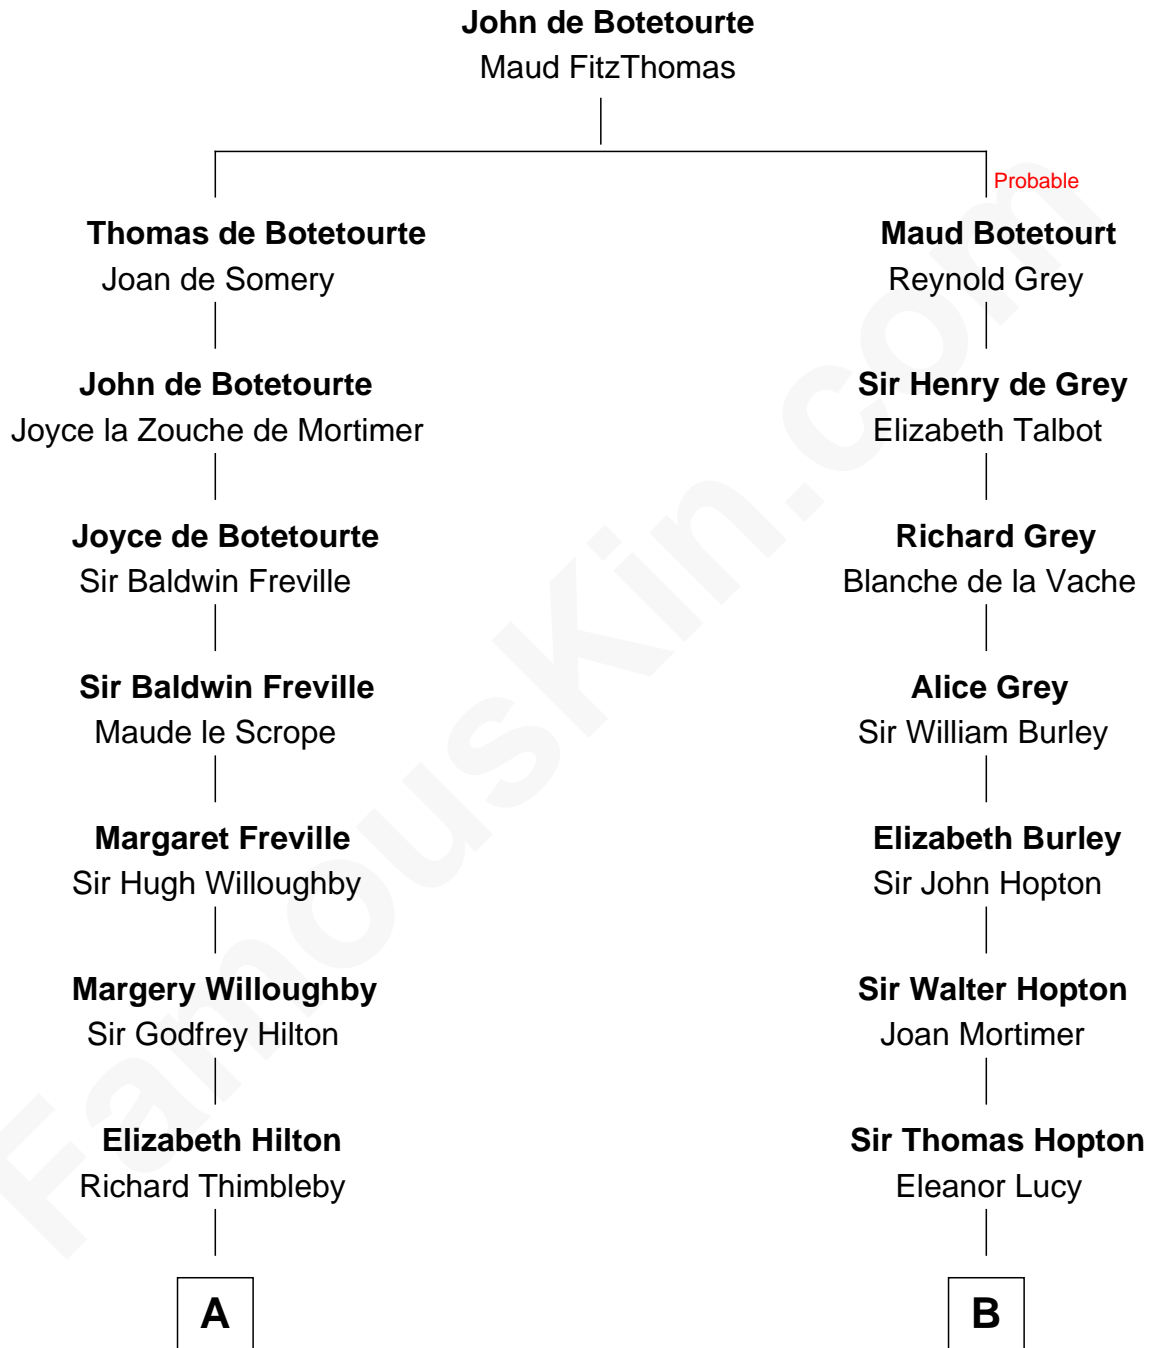 John de Botetourte
Maud FitzThomas
Probable
Thomas de Botetourte
Joan de Somery
Maud Botetourt
Reynold Grey
John de Botetourte
Joyce la Zouche de Mortimer
Sir Henry de Grey
Elizabeth Talbot
Joyce de Botetourte
Sir Baldwin Freville
Richard Grey
Blanche de la Vache
Sir Baldwin Freville
Maude le Scrope
Alice Grey
Sir William Burley
Margaret Freville
Sir Hugh Willoughby
Elizabeth Burley
Sir John Hopton
Margery Willoughby
Sir Godfrey Hilton
Sir Walter Hopton
Joan Mortimer
Elizabeth Hilton
Richard Thimbleby
Sir Thomas Hopton
Eleanor Lucy
A
B
FamousKin.com